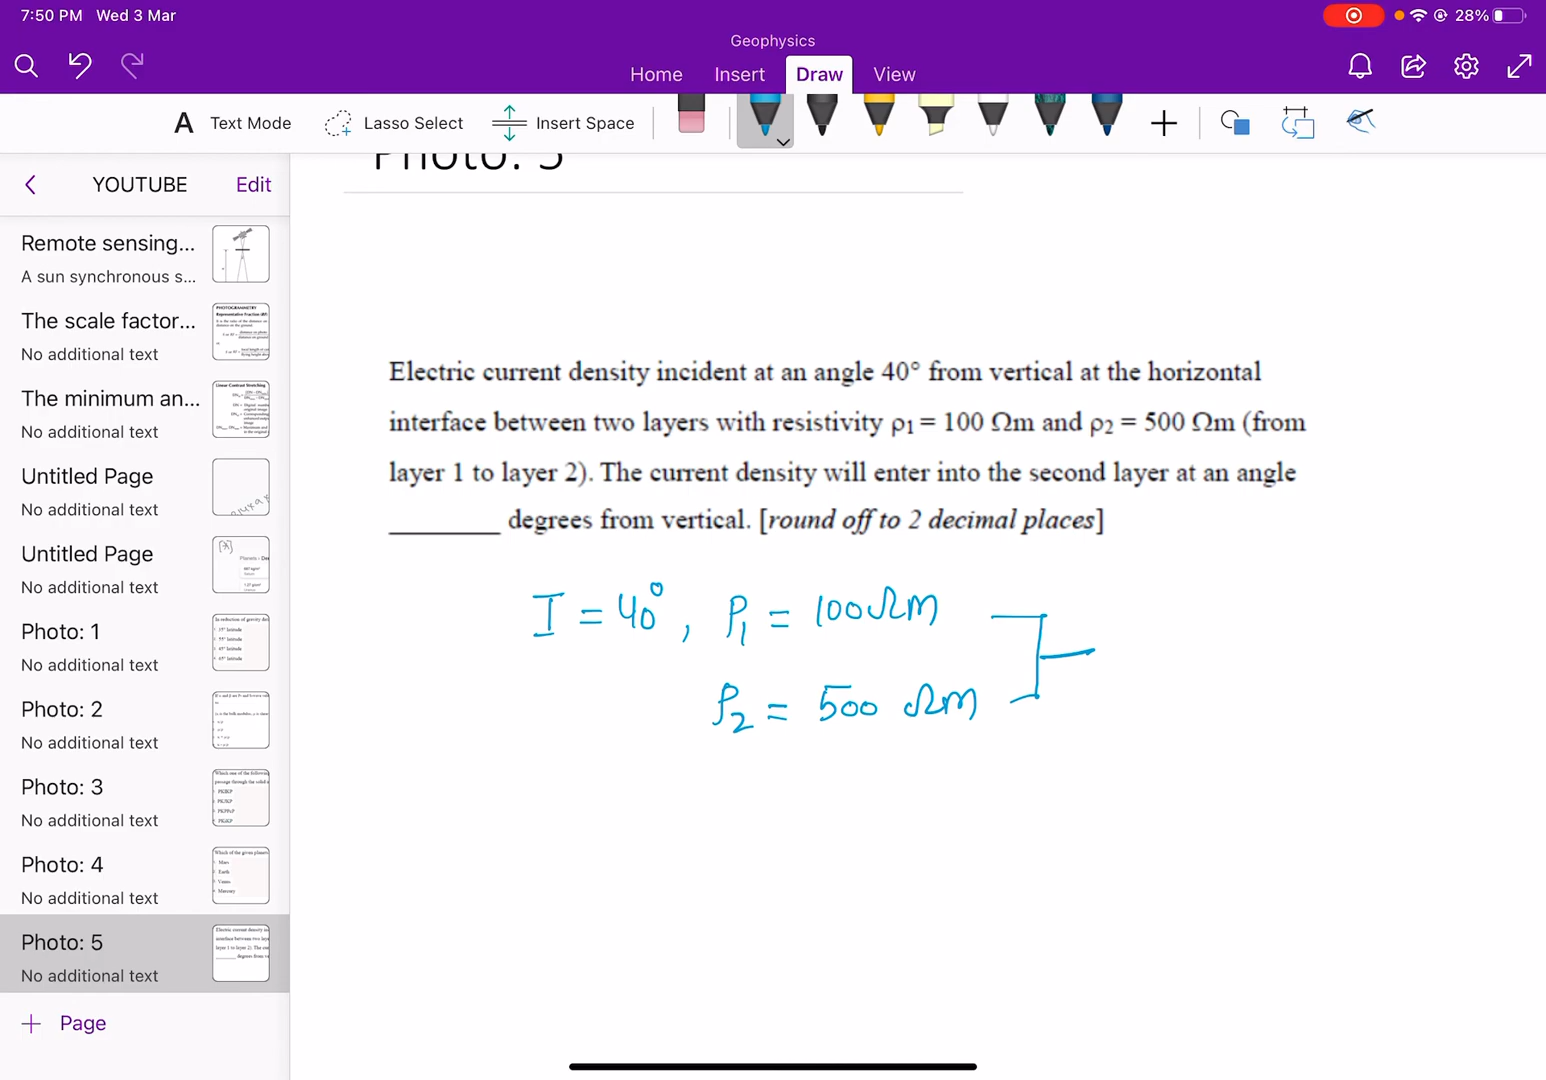 7:50 PM Wed 3 Mar
28%
Geophysics
Home Insert Draw View
A Text Mode Lasso Select Insert Space
YOUTUBE Edit
Photo: 5
Remote sensing...
A sun synchronous s...
The scale factor...
No additional text
The minimum an...
No additional text
Untitled Page
No additional text
Untitled Page
No additional text
Photo: 1
No additional text
Photo: 2
No additional text
Photo: 3
No additional text
Photo: 4
No additional text
Photo: 5
No additional text
+ Page
Electric current density incident at an angle 40° from vertical at the horizontal
interface between two layers with resistivity ρ1 = 100 Ωm and ρ2 = 500 Ωm (from
layer 1 to layer 2). The current density will enter into the second layer at an angle
________ degrees from vertical. [round off to 2 decimal places]
I = 40°, ρ1 = 100 Ωm
ρ2 = 500 Ωm